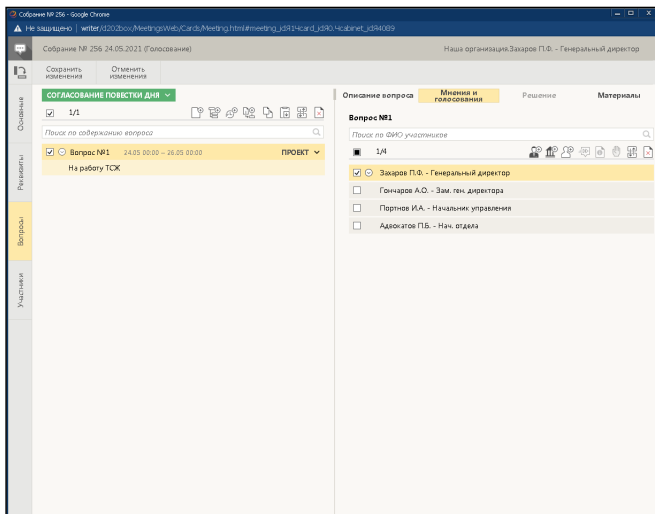 Собрание № 256 - Google Chrome
Не защищено | writer/d202box/MeetingsWeb/Cards/Meeting.html#meeting_idЯ1Чcard_idЯ0.Чcabinet_idЯ4089
Собрание № 256 24.05.2021 (Голосование)
Наша организация.Захаров П.Ф. - Генеральный директор
Сохранить изменения
Отменить изменения
Основные
Реквизиты
Вопросы
Участники
СОГЛАСОВАНИЕ ПОВЕСТКИ ДНЯ
1/1
Поиск по содержанию вопроса
Вопрос №1 24.05 00:00 – 26.05 00:00 ПРОЕКТ
На работу ТСЖ
Описание вопроса
Мнения и голосования
Решение
Материалы
Вопрос №1
Поиск по ФИО участников
1/4
Захаров П.Ф. - Генеральный директор
Гончаров А.О. - Зам. ген. директора
Портнов И.А. - Начальник управления
Адвокатов П.Б. - Нач. отдела